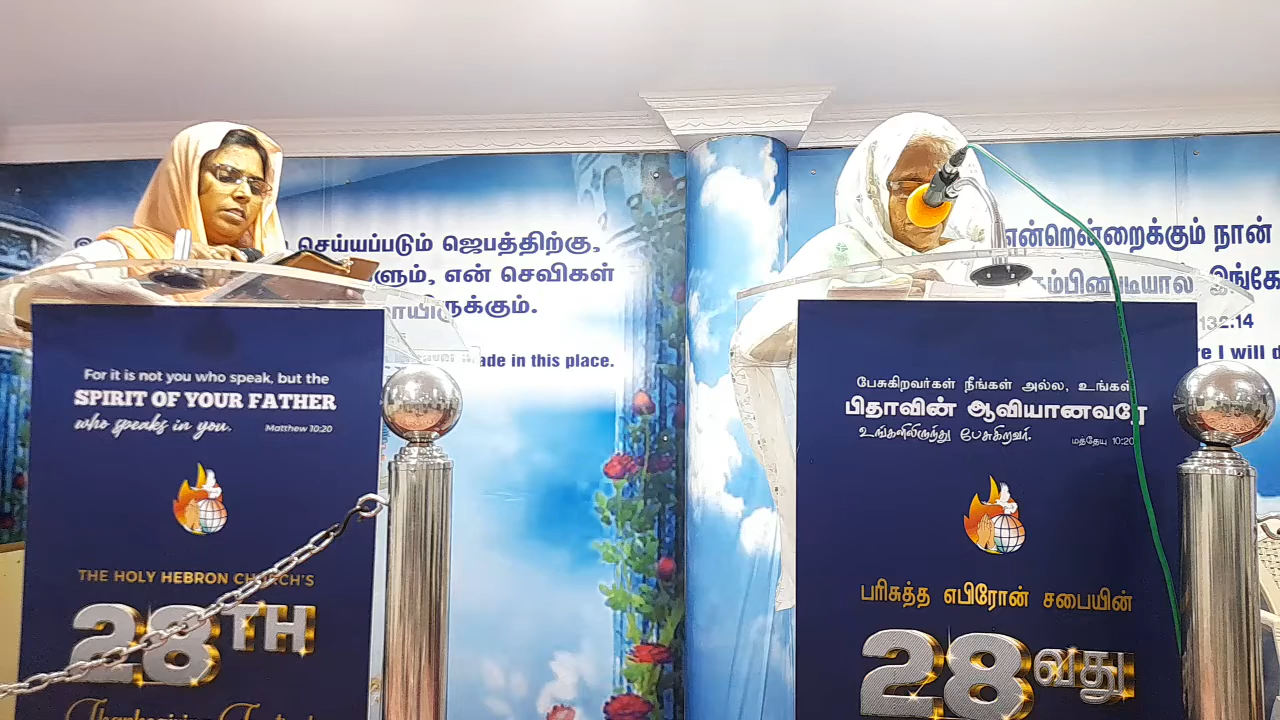 செய்யப்படும் ஜெபத்திற்கு,
என் செவிகள்
in this place.
என்றென்றைக்கும் நான்
132:14
I will
For it is not you who speak, but the
SPIRIT OF YOUR FATHER
who speaks in you.
Matthew 10:20
THE HOLY HEBRON CHURCH'S
28TH
Thanksgiving Festival
பேசுகிறவர்கள் நீங்கள் அல்ல, உங்கள்
பிதாவின் ஆவியானவரே
உங்களிலிருந்து பேசுகிறவர்.
மத்தேயு 10:20
பரிசுத்த எபிரோன் சபையின்
28வது